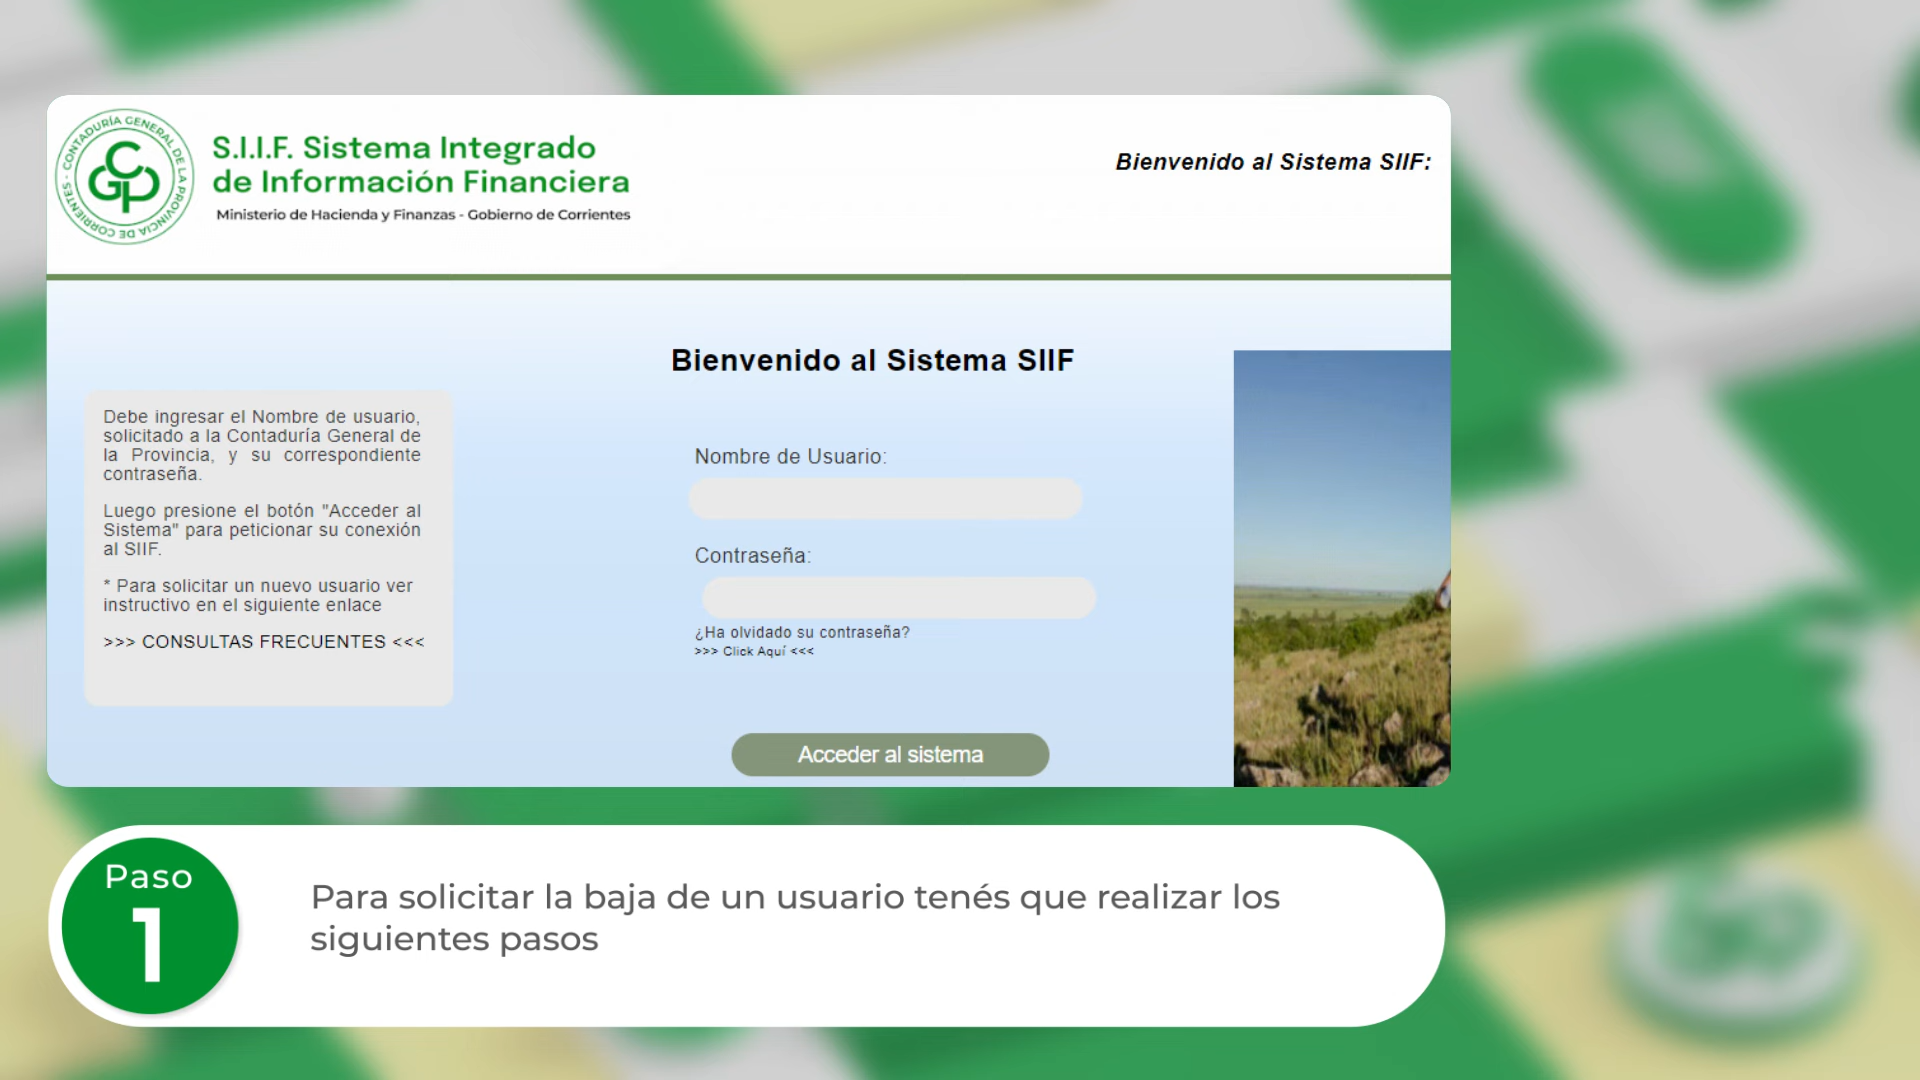 CONTADURÍA GENERAL DE LA PROVINCIA DE CORRIENTES -
CGP
S.I.I.F. Sistema Integrado
de Información Financiera
Ministerio de Hacienda y Finanzas - Gobierno de Corrientes
Bienvenido al Sistema SIIF:
Bienvenido al Sistema SIIF
Debe ingresar el Nombre de usuario,
solicitado a la Contaduría General de
la Provincia, y su correspondiente
contraseña.
Luego presione el botón "Acceder al
Sistema" para peticionar su conexión
al SIIF.
* Para solicitar un nuevo usuario ver
instructivo en el siguiente enlace
>>> CONSULTAS FRECUENTES <<<
Nombre de Usuario:
Contraseña:
¿Ha olvidado su contraseña?
>>> Click Aquí <<<
Acceder al sistema
Paso
1
Para solicitar la baja de un usuario tenés que realizar los
siguientes pasos